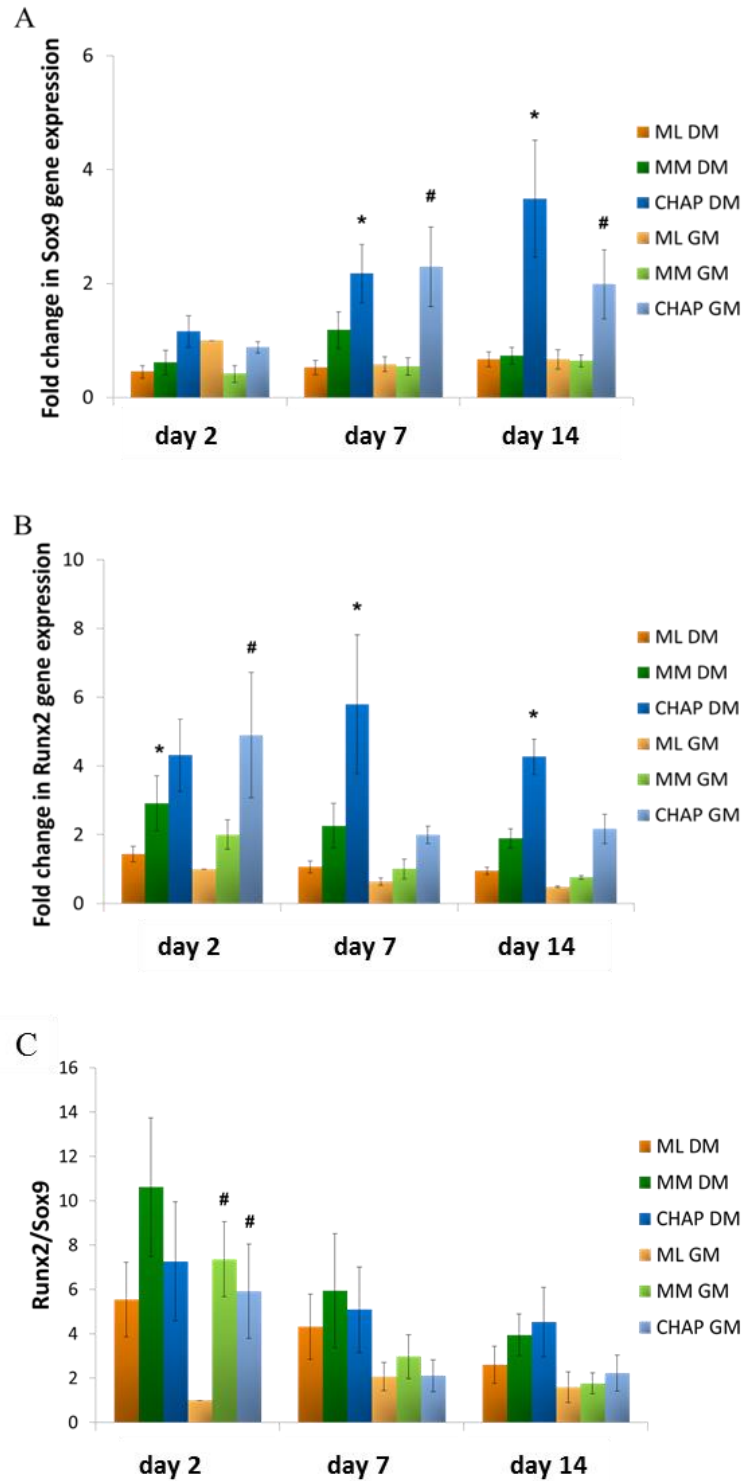 A
Fold change in Sox9 gene expression
6
4
2
0
*
#
*
#
day 2
day 7
day 14
ML DM
MM DM
CHAP DM
ML GM
MM GM
CHAP GM
B
Fold change in Runx2 gene expression
10
8
6
4
2
0
*
#
*
*
day 2
day 7
day 14
ML DM
MM DM
CHAP DM
ML GM
MM GM
CHAP GM
C
Runx2/Sox9
16
14
12
10
8
6
4
2
0
#
#
day 2
day 7
day 14
ML DM
MM DM
CHAP DM
ML GM
MM GM
CHAP GM